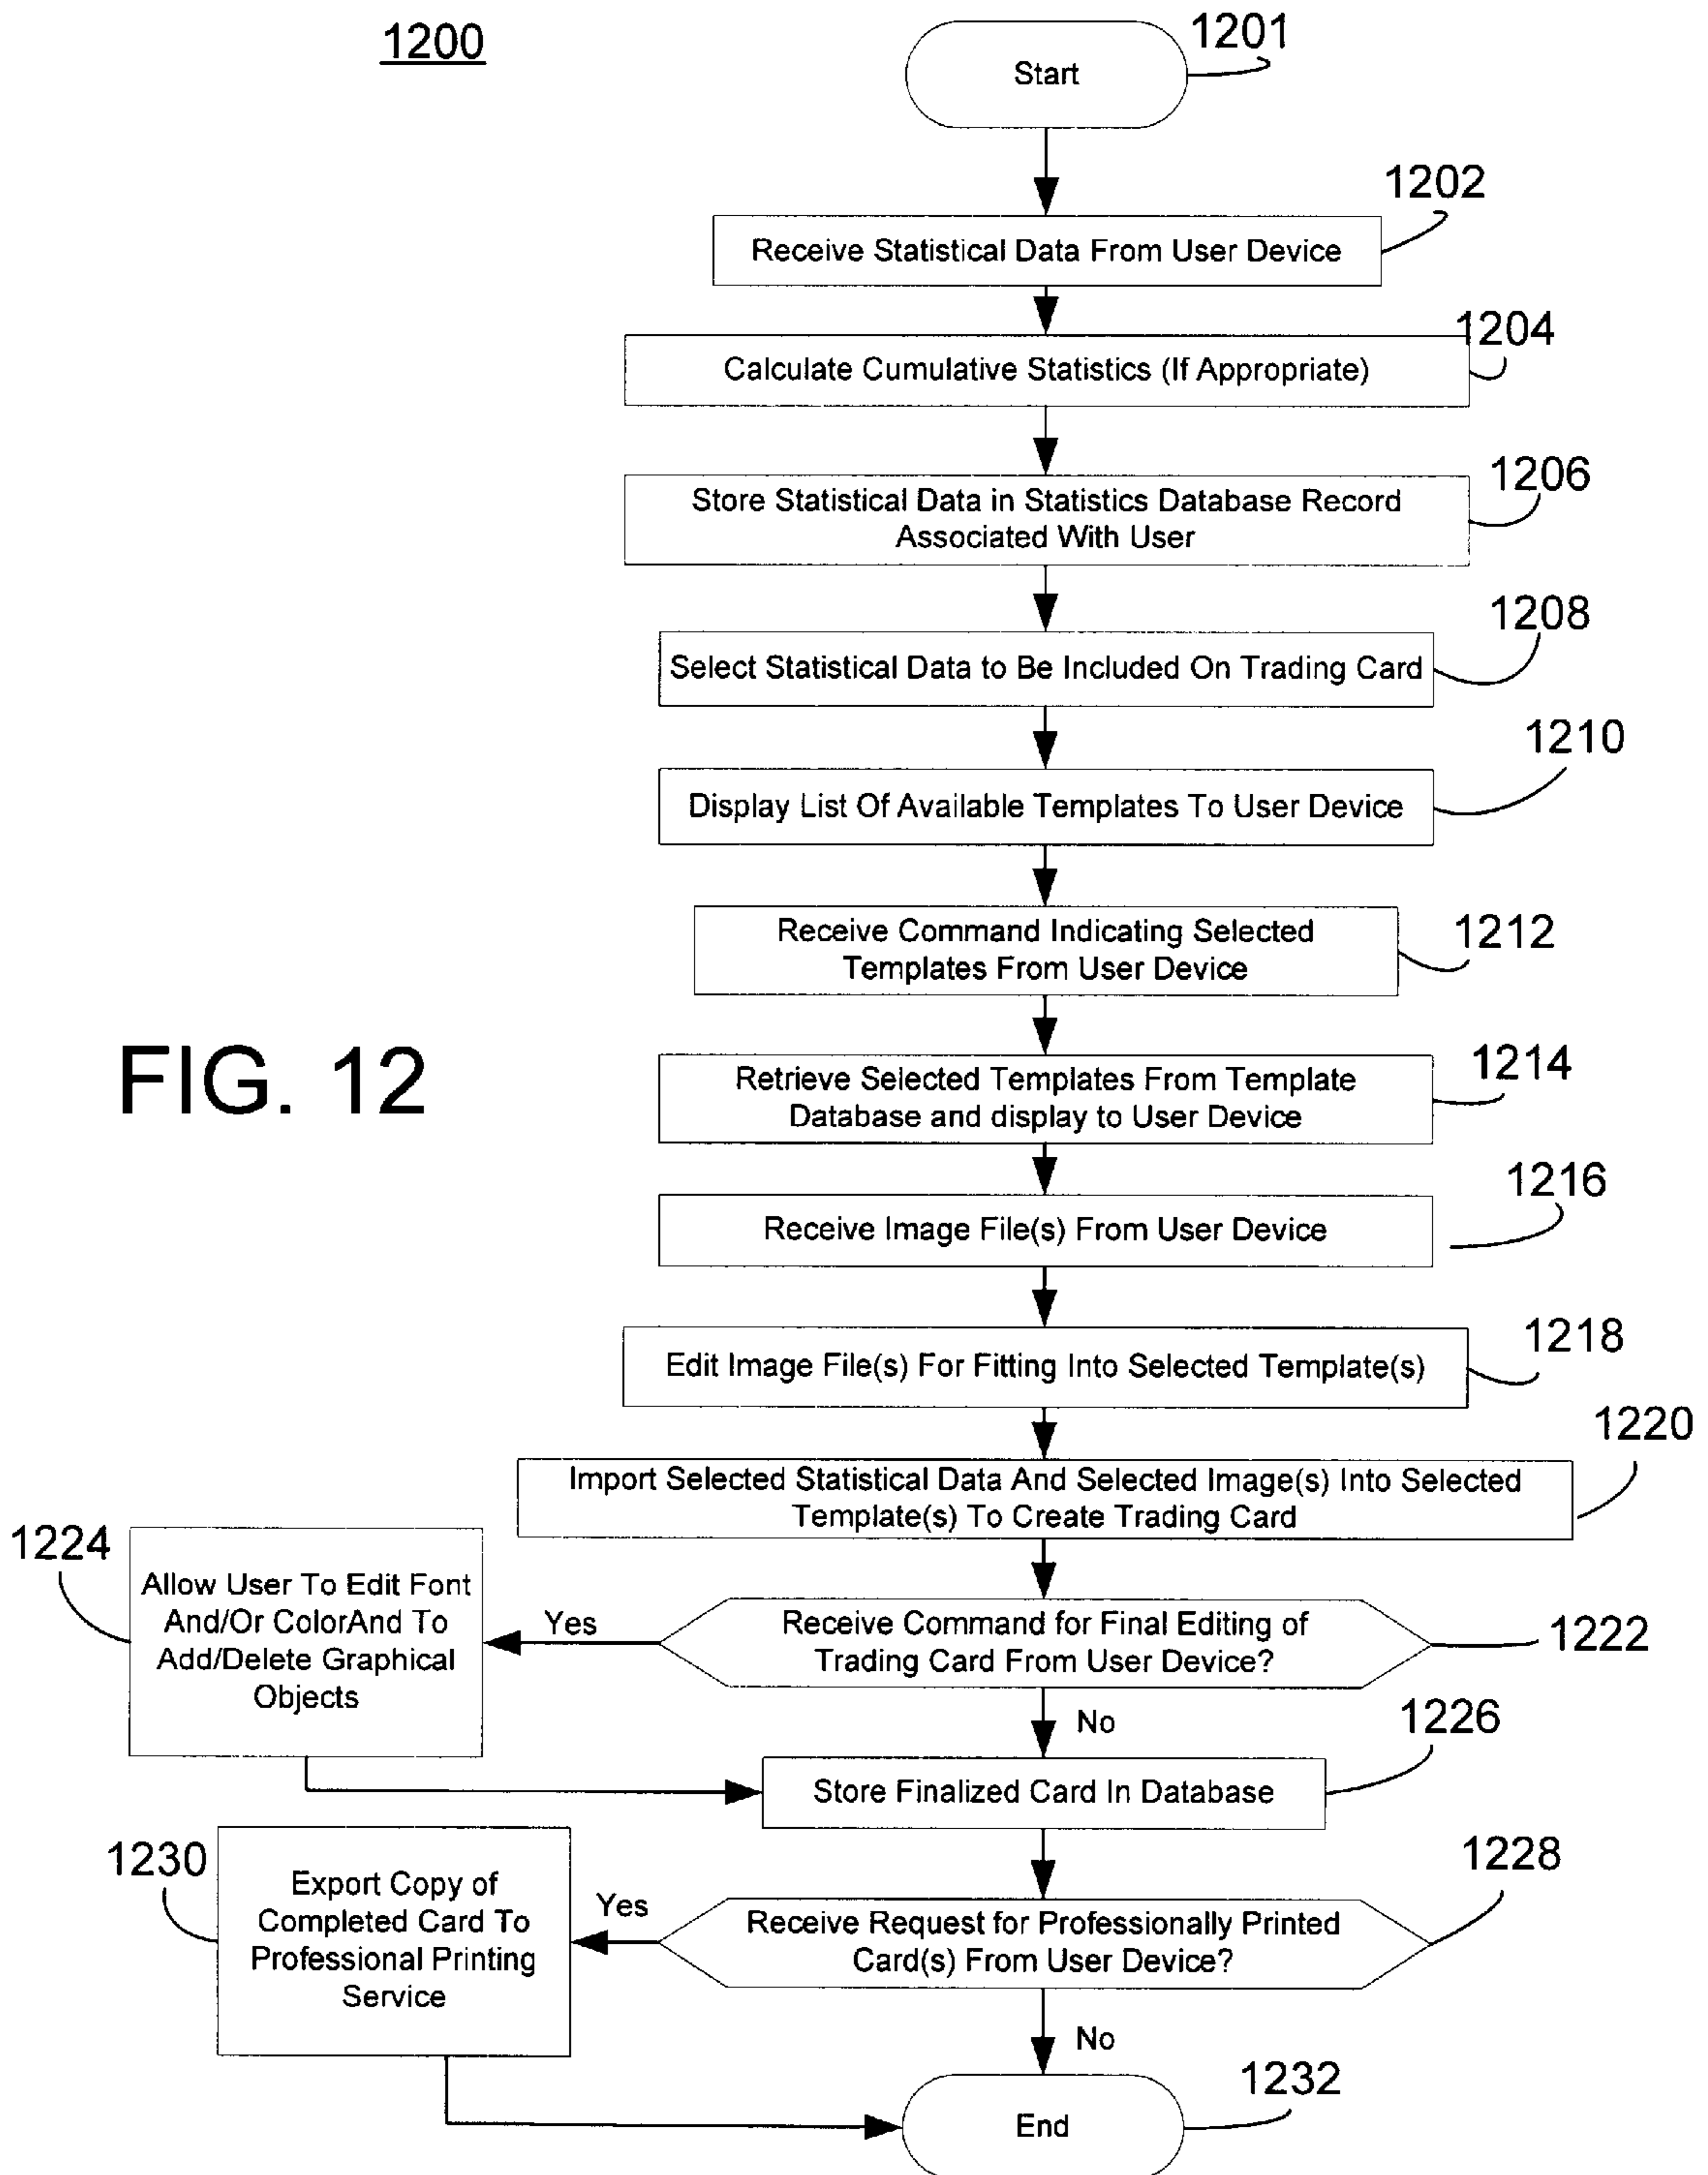 1200
1201
Start
1202
Receive Statistical Data From User Device
1204
Calculate Cumulative Statistics (If Appropriate)
1206
Store Statistical Data in Statistics Database Record
Associated With User
1208
Select Statistical Data to Be Included On Trading Card
1210
Display List Of Available Templates To User Device
1212
Receive Command Indicating Selected
Templates From User Device
FIG. 12
1214
Retrieve Selected Templates From Template
Database and display to User Device
1216
Receive Image File(s) From User Device
1218
Edit Image File(s) For Fitting Into Selected Template(s)
1220
Import Selected Statistical Data And Selected Image(s) Into Selected
Template(s) To Create Trading Card
1224
Allow User To Edit Font
And/Or ColorAnd To
Add/Delete Graphical
Objects
Yes
Receive Command for Final Editing of
Trading Card From User Device?
1222
No
1226
Store Finalized Card In Database
1230
Export Copy of
Completed Card To
Professional Printing
Service
Yes
1228
Receive Request for Professionally Printed
Card(s) From User Device?
No
1232
End